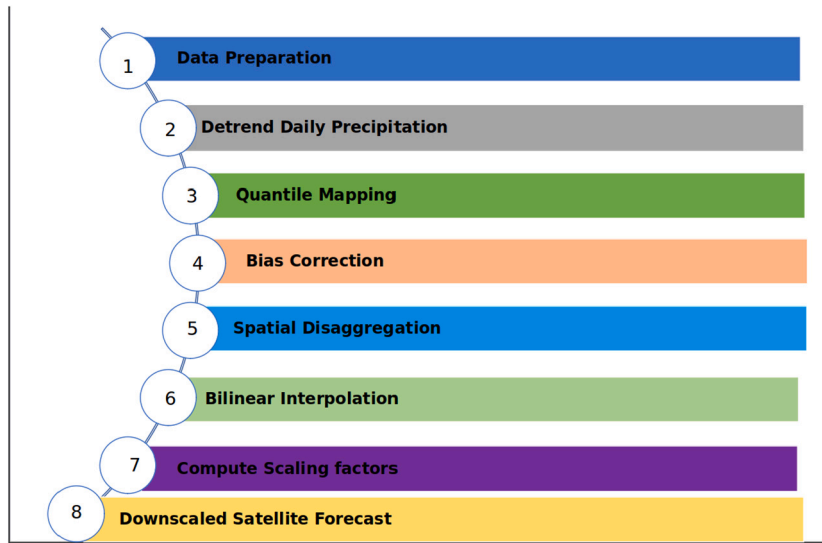 1 Data Preparation
2 Detrend Daily Precipitation
3 Quantile Mapping
4 Bias Correction
5 Spatial Disaggregation
6 Bilinear Interpolation
7 Compute Scaling factors
8 Downscaled Satellite Forecast